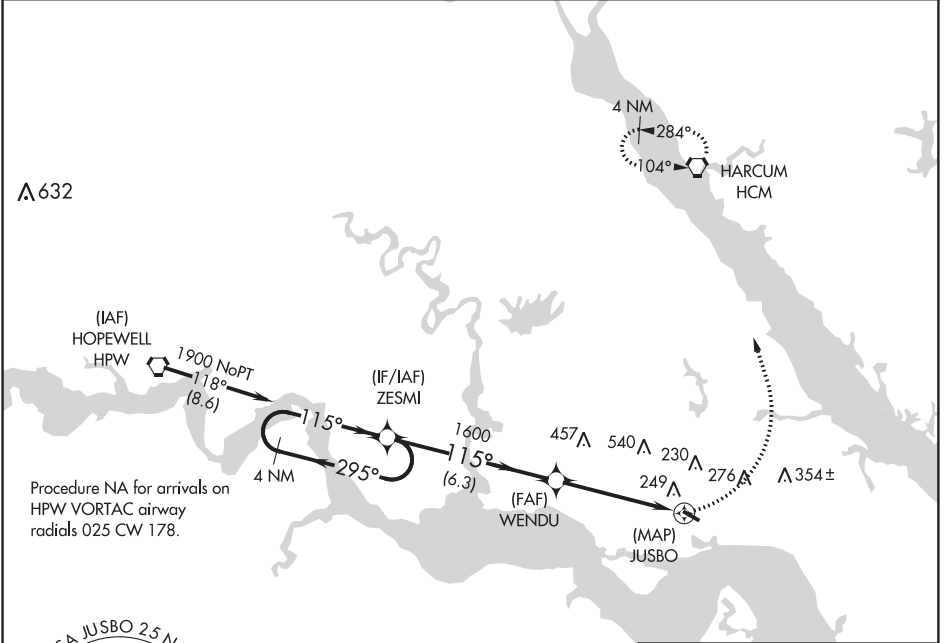 4 NM
284°
104°
HARCUM
HCM
632
(IAF)
HOPEWELL
HPW
1900 NoPT
118°
(8.6)
(IF/IAF)
ZESMI
115°
295°
4 NM
1600
115°
(6.3)
(FAF)
WENDU
457
540
230
249
276
354±
(MAP)
JUSBO
Procedure NA for arrivals on
HPW VORTAC airway
radials 025 CW 178.
JUSBO 25